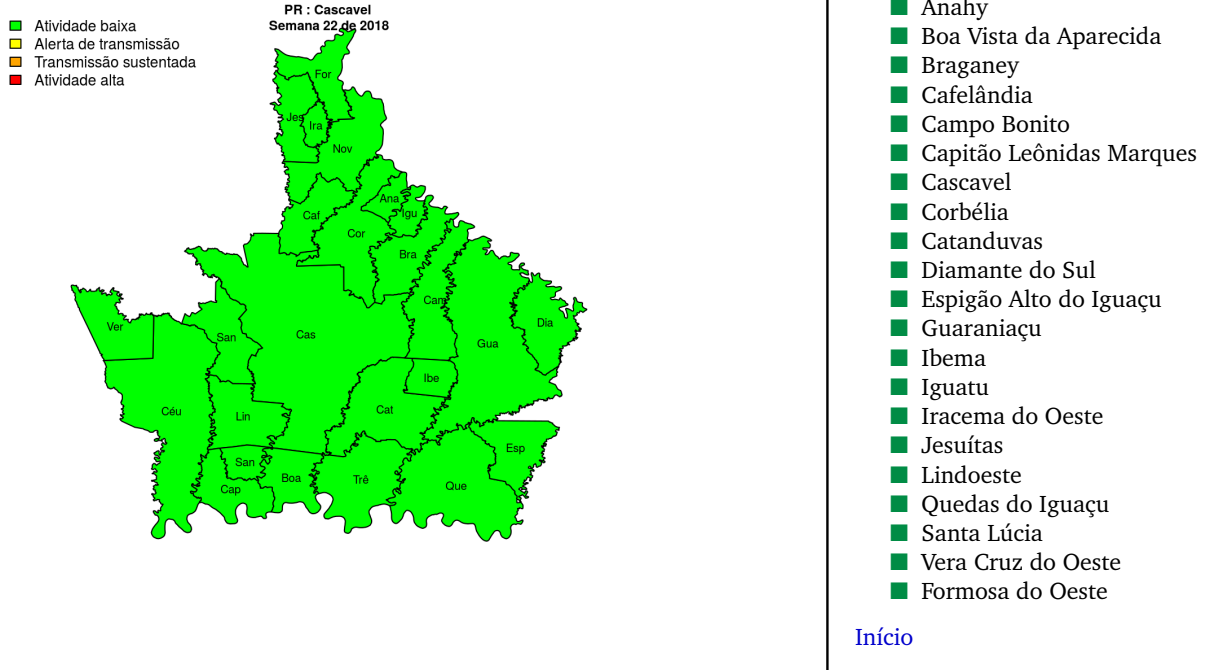 PR : Cascavel
Semana 22 de 2018
Atividade baixa
Alerta de transmissão
Transmissão sustentada
Atividade alta
For
Jes
Ira
Nov
Ana
Igu
Caf
Cor
Bra
Cam
Dia
Ver
San
Cas
Gua
Ibe
Céu
Lin
Cat
Esp
San
Boa
Trê
Cap
Que
Anahy
Boa Vista da Aparecida
Braganey
Cafelândia
Campo Bonito
Capitão Leônidas Marques
Cascavel
Corbélia
Catanduvas
Diamante do Sul
Espigão Alto do Iguaçu
Guaraniaçu
Ibema
Iguatu
Iracema do Oeste
Jesuítas
Lindoeste
Quedas do Iguaçu
Santa Lúcia
Vera Cruz do Oeste
Formosa do Oeste
Início